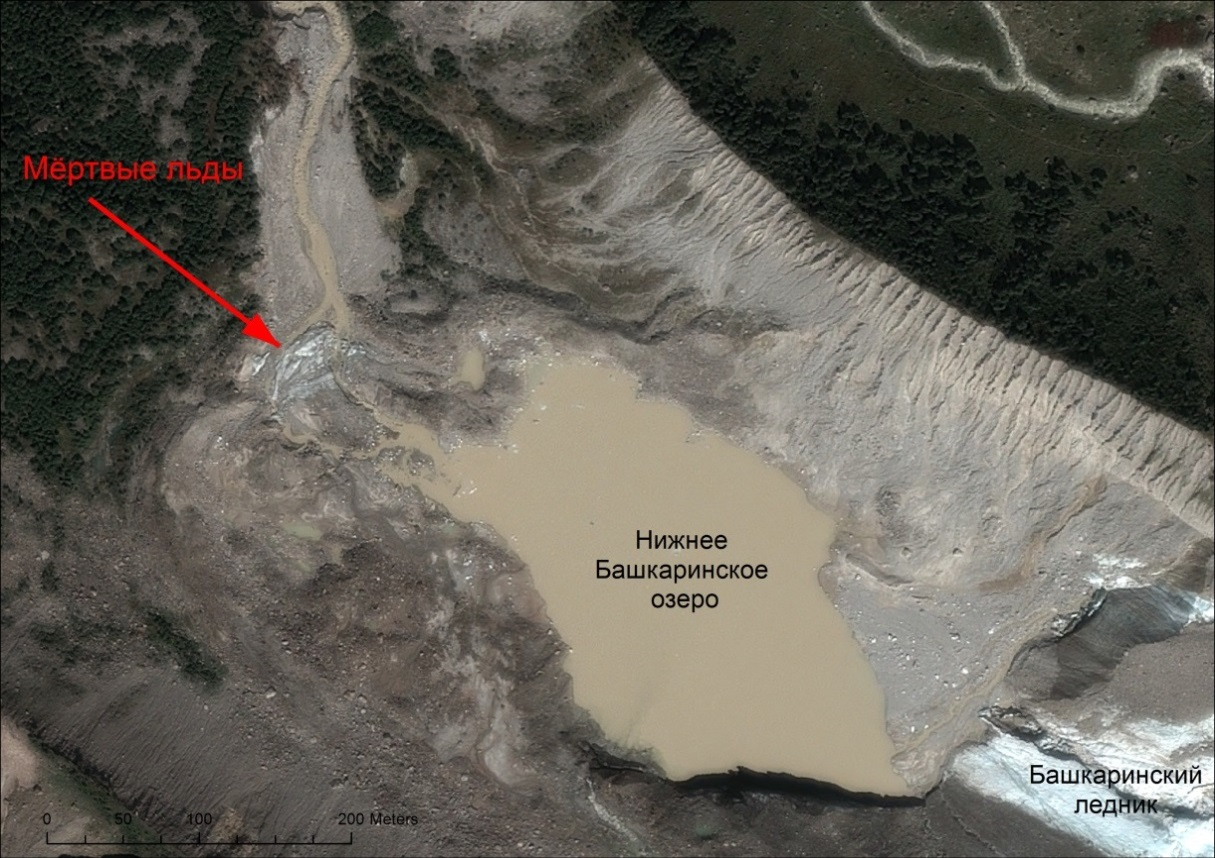 Мёртвые льды
Нижнее
Башкаринское
озеро
Башкаринский
ледник
0 50 100 200 Meters